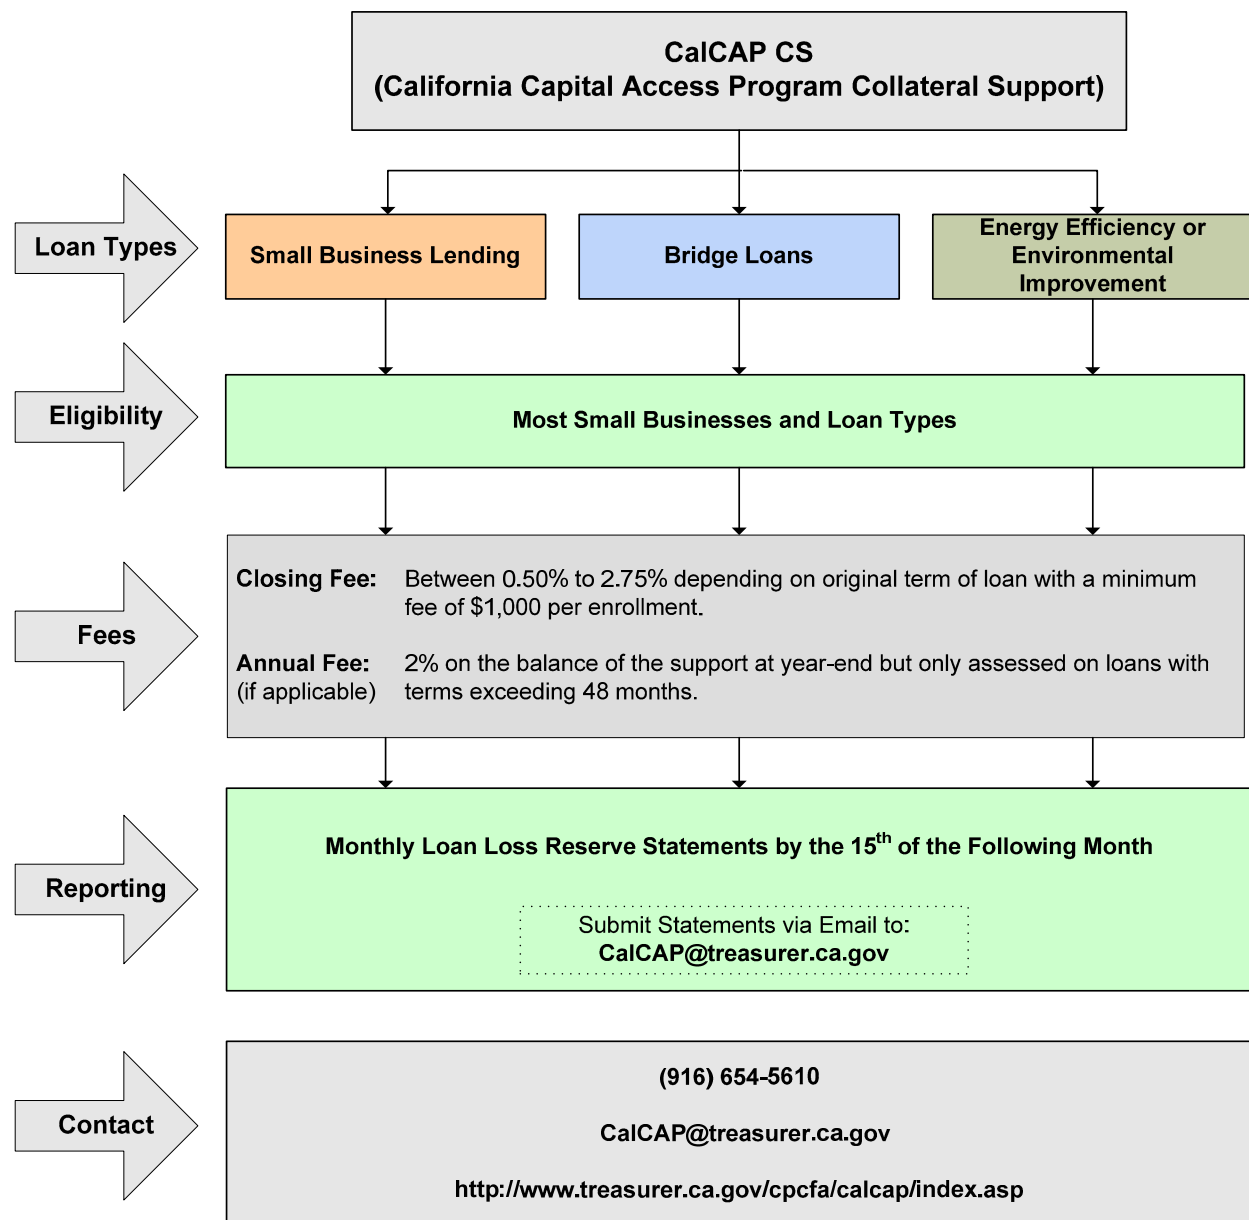 CalCAP CS
(California Capital Access Program Collateral Support)
Loan Types
Small Business Lending
Bridge Loans
Energy Efficiency or
Environmental
Improvement
Eligibility
Most Small Businesses and Loan Types
Fees
Closing Fee: Between 0.50% to 2.75% depending on original term of loan with a minimum
fee of $1,000 per enrollment.
Annual Fee: 2% on the balance of the support at year-end but only assessed on loans with
(if applicable) terms exceeding 48 months.
Reporting
Monthly Loan Loss Reserve Statements by the 15th of the Following Month
Submit Statements via Email to:
CalCAP@treasurer.ca.gov
Contact
(916) 654-5610
CalCAP@treasurer.ca.gov
http://www.treasurer.ca.gov/cpcfa/calcap/index.asp